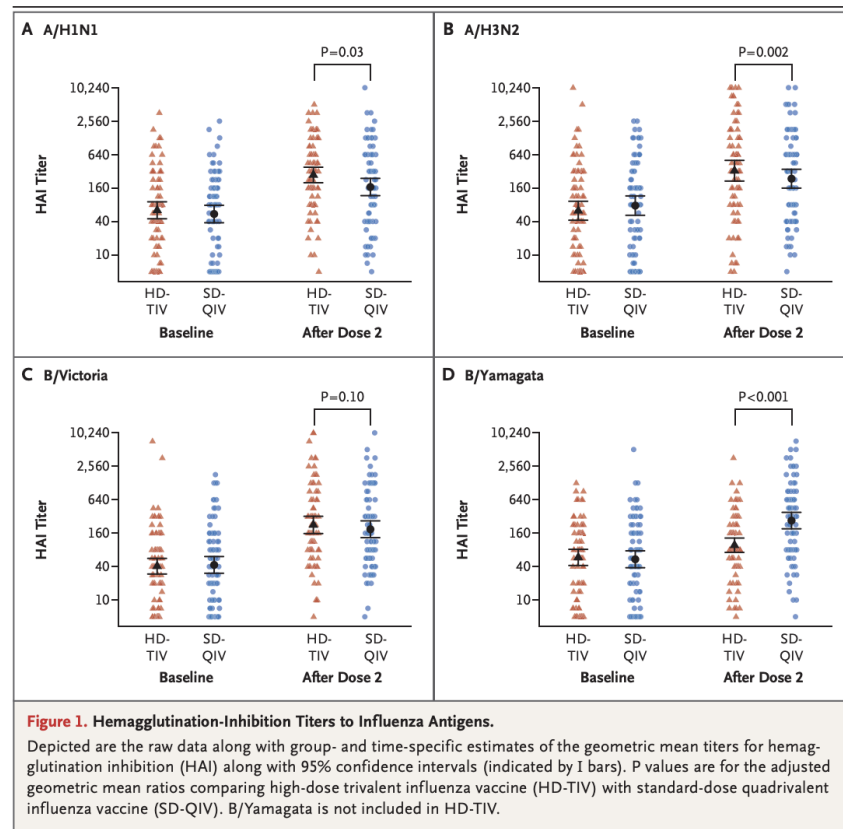 A A/H1N1
P=0.03
HAI Titer
10,240
2,560
640
160
40
10
HD-
TIV
SD-
QIV
HD-
TIV
SD-
QIV
Baseline
After Dose 2
B A/H3N2
P=0.002
HAI Titer
10,240
2,560
640
160
40
10
HD-
TIV
SD-
QIV
HD-
TIV
SD-
QIV
Baseline
After Dose 2
C B/Victoria
P=0.10
HAI Titer
10,240
2,560
640
160
40
10
HD-
TIV
SD-
QIV
HD-
TIV
SD-
QIV
Baseline
After Dose 2
D B/Yamagata
P<0.001
HAI Titer
10,240
2,560
640
160
40
10
HD-
TIV
SD-
QIV
HD-
TIV
SD-
QIV
Baseline
After Dose 2
Figure 1. Hemagglutination-Inhibition Titers to Influenza Antigens.
Depicted are the raw data along with group- and time-specific estimates of the geometric mean titers for hemag-
glutination inhibition (HAI) along with 95% confidence intervals (indicated by I bars). P values are for the adjusted
geometric mean ratios comparing high-dose trivalent influenza vaccine (HD-TIV) with standard-dose quadrivalent
influenza vaccine (SD-QIV). B/Yamagata is not included in HD-TIV.